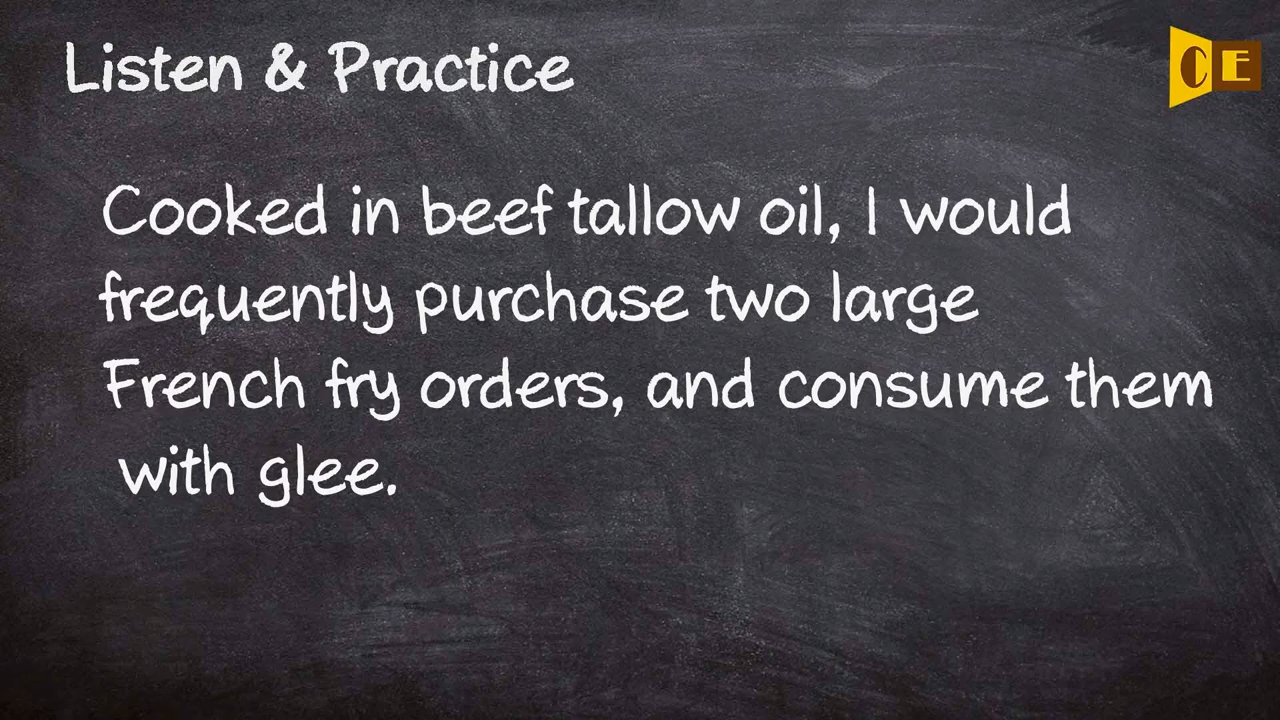 Listen & Practice
CE
Cooked in beef tallow oil, I would
frequently purchase two large
French fry orders, and consume them
with glee.